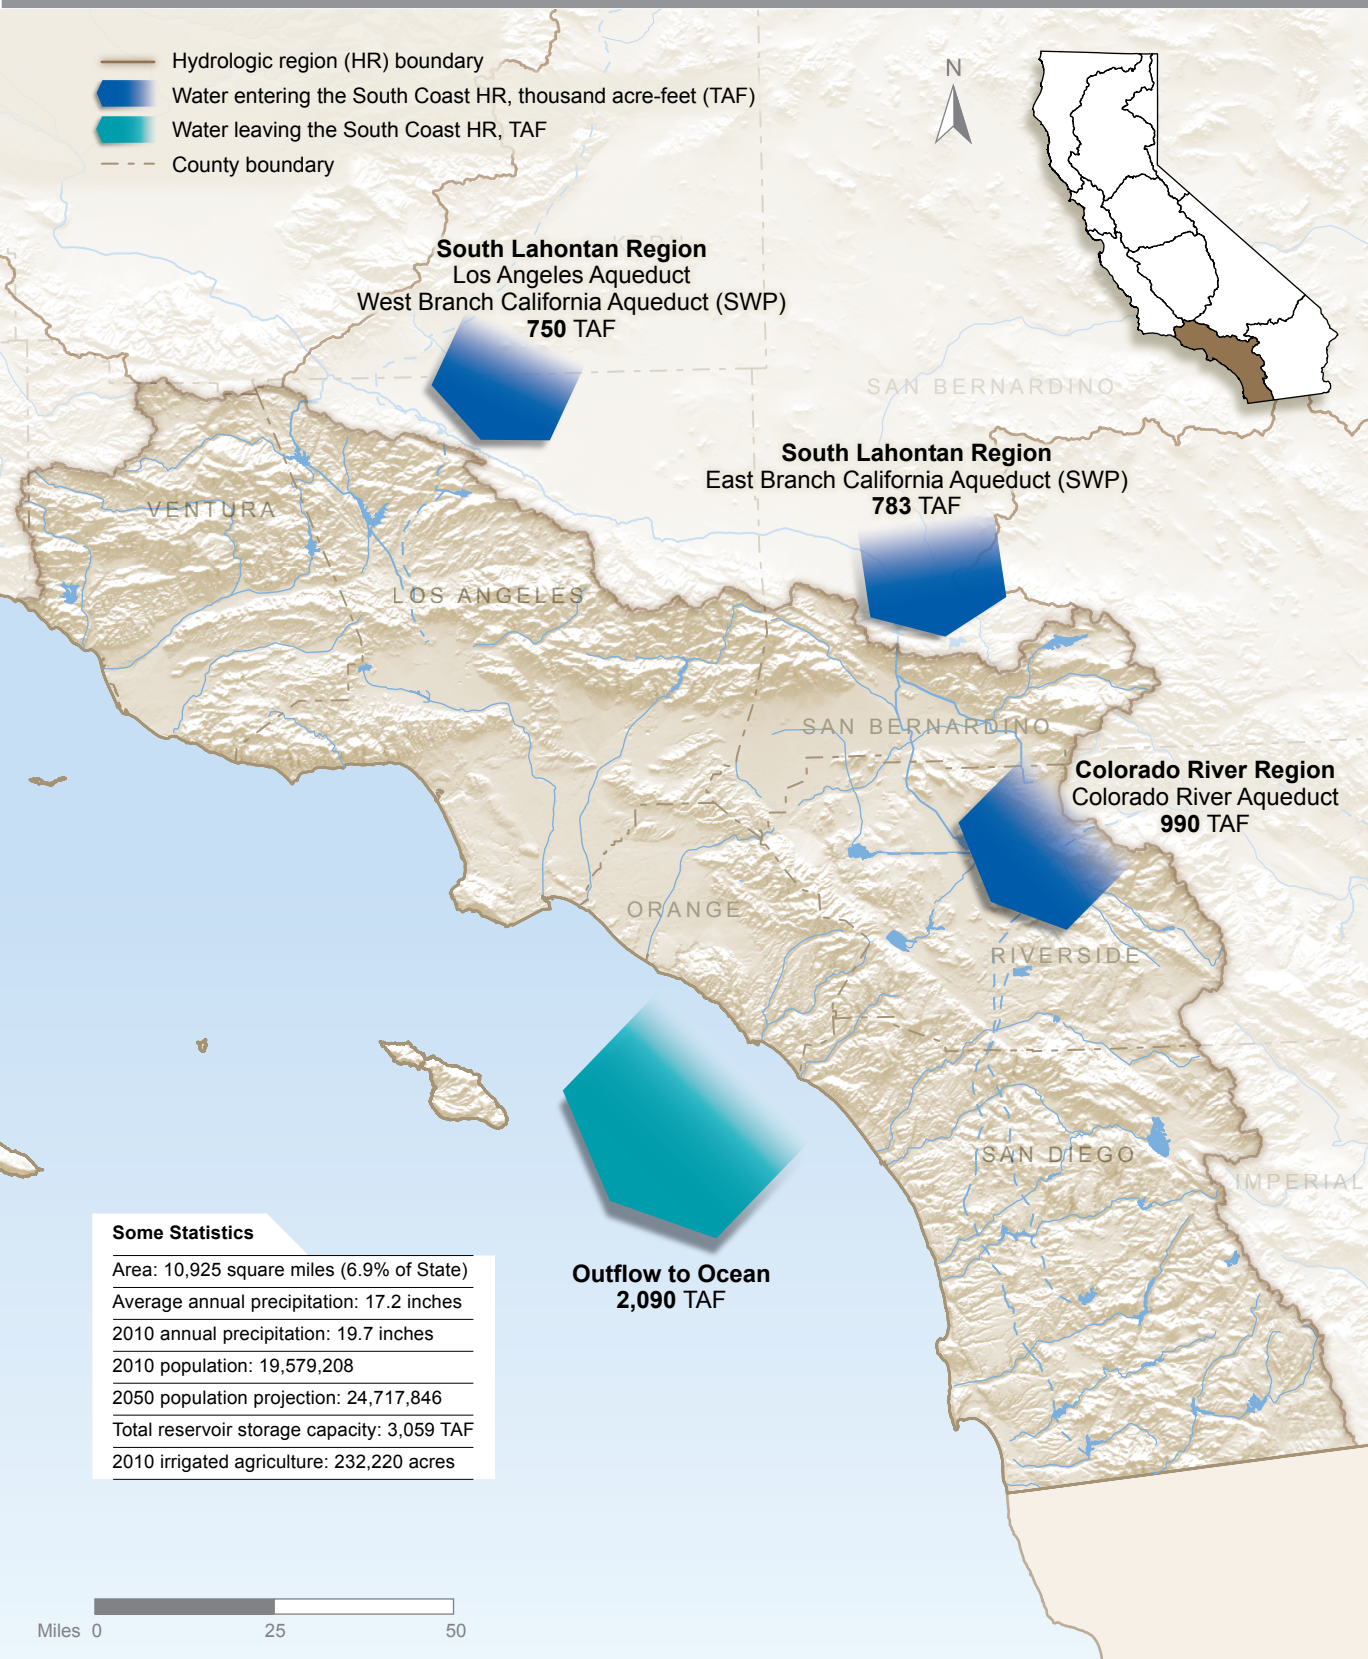 Hydrologic region (HR) boundary
Water entering the South Coast HR, thousand acre-feet (TAF)
Water leaving the South Coast HR, TAF
County boundary
N
KERN
South Lahontan Region
Los Angeles Aqueduct
West Branch California Aqueduct (SWP)
750 TAF
SAN BERNARDINO
South Lahontan Region
East Branch California Aqueduct (SWP)
783 TAF
VENTURA
LOS ANGELES
SAN BERNARDINO
Colorado River Region
Colorado River Aqueduct
990 TAF
ORANGE
RIVERSIDE
SAN DIEGO
IMPERIAL
Outflow to Ocean
2,090 TAF
Some Statistics
Area: 10,925 square miles (6.9% of State)
Average annual precipitation: 17.2 inches
2010 annual precipitation: 19.7 inches
2010 population: 19,579,208
2050 population projection: 24,717,846
Total reservoir storage capacity: 3,059 TAF
2010 irrigated agriculture: 232,220 acres
Miles 0 25 50